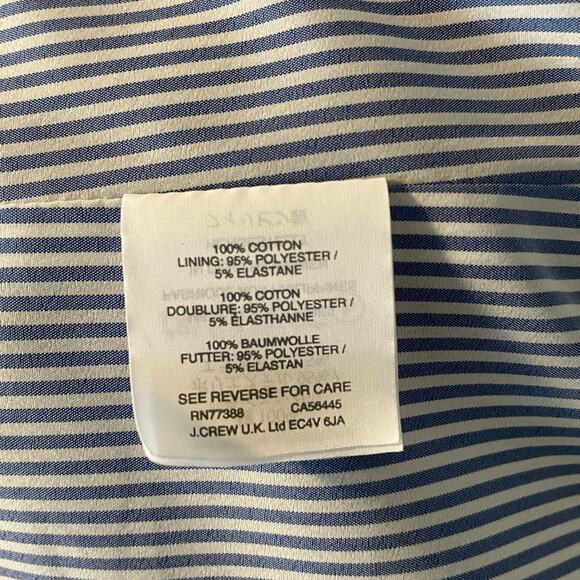 100% COTTON
LINING: 95% POLYESTER /
5% ELASTANE
100% COTON
DOUBLURE: 95% POLYESTER /
5% ÉLASTHANNE
100% BAUMWOLLE
FUTTER: 95% POLYESTER /
5% ELASTAN
SEE REVERSE FOR CARE
RN77388 CA56445
J.CREW U.K. Ltd EC4V 6JA